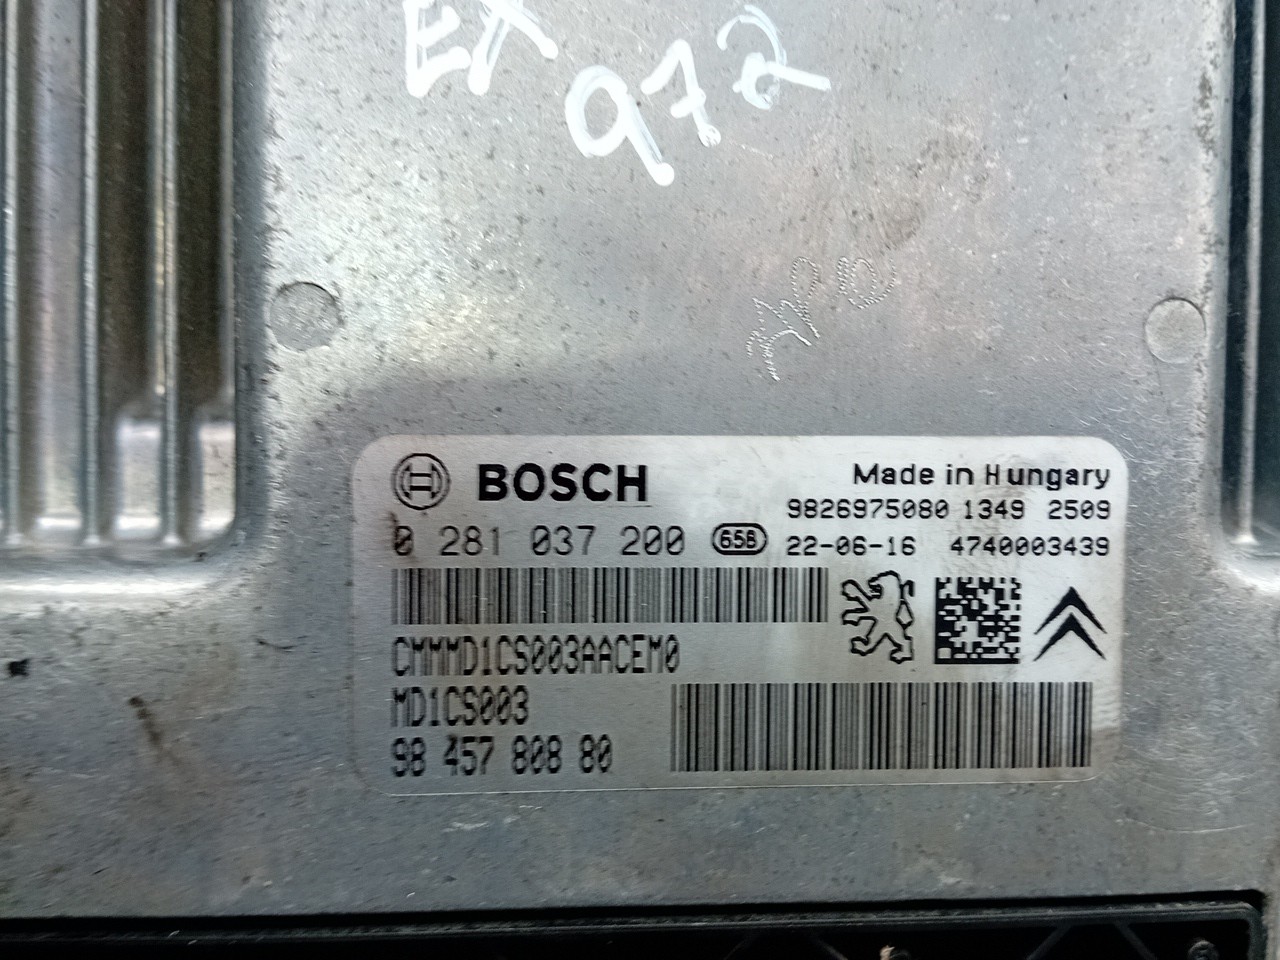 EX 972
BOSCH
Made in Hungary
9826975080 1349 2509
0 281 037 200 658 22-06-16 4740003439
CMMMD1CS003AACEM0
MD1CS003
98 457 808 80